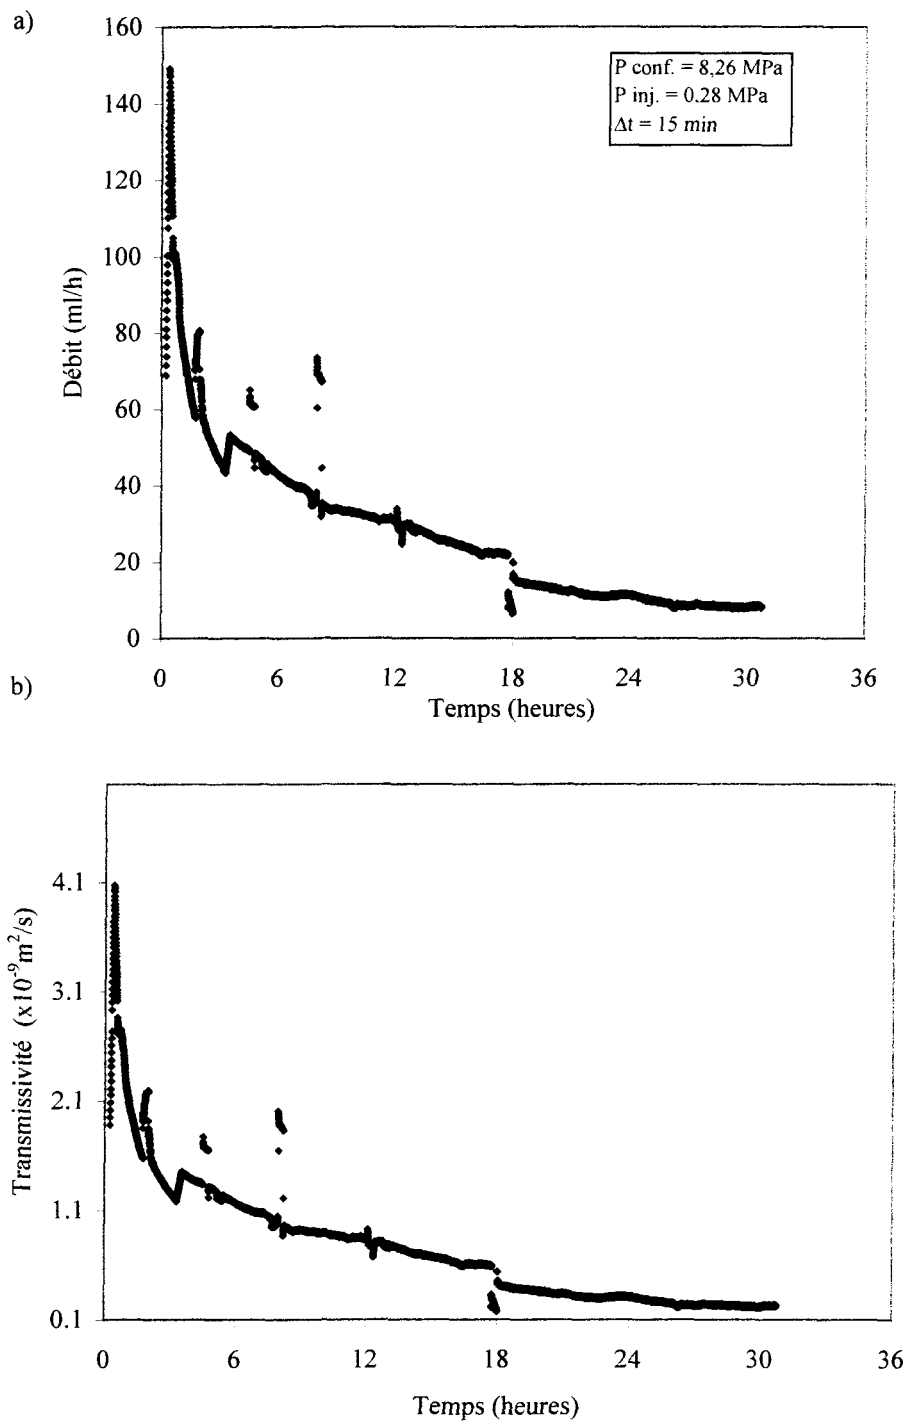 a)
160
140
120
100
80
60
40
20
0
Débit (ml/h)
P conf. = 8,26 MPa
P inj. = 0.28 MPa
Δt = 15 min
0 6 12 18 24 30 36
Temps (heures)
b)
4.1
3.1
2.1
1.1
0.1
Transmissivité (x10⁻⁹m²/s)
0 6 12 18 24 30 36
Temps (heures)